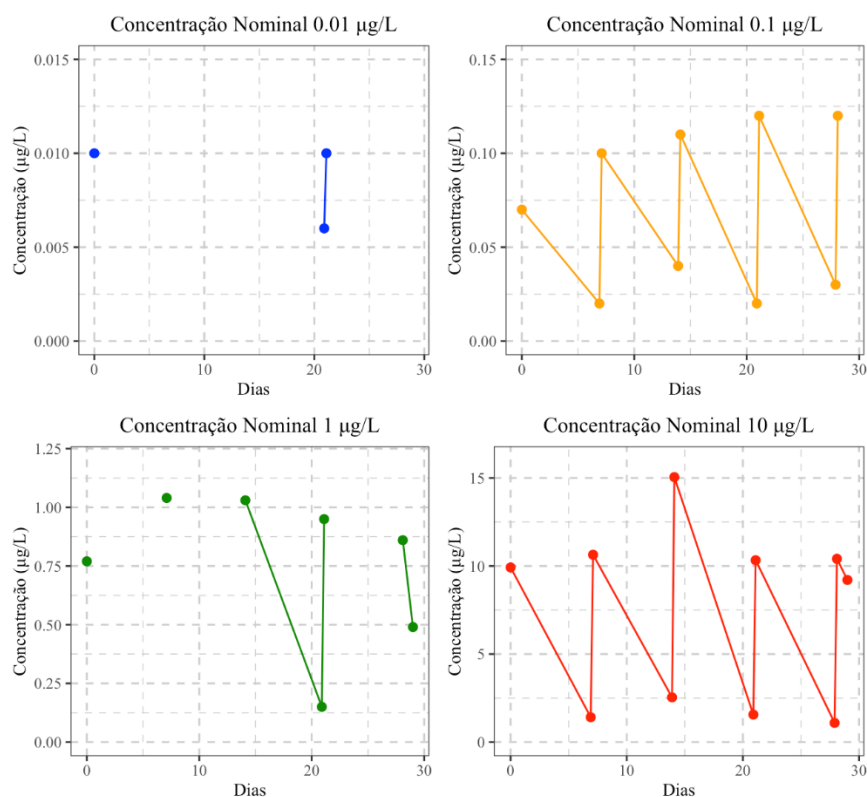 Concentração Nominal 0.01 µg/L
Concentração (µg/L)
0.015
0.010
0.005
0.000
0 10 20 30
Dias
Concentração Nominal 0.1 µg/L
Concentração (µg/L)
0.15
0.10
0.05
0.00
0 10 20 30
Dias
Concentração Nominal 1 µg/L
Concentração (µg/L)
1.25
1.00
0.75
0.50
0.25
0.00
0 10 20 30
Dias
Concentração Nominal 10 µg/L
Concentração (µg/L)
15
10
5
0
0 10 20 30
Dias